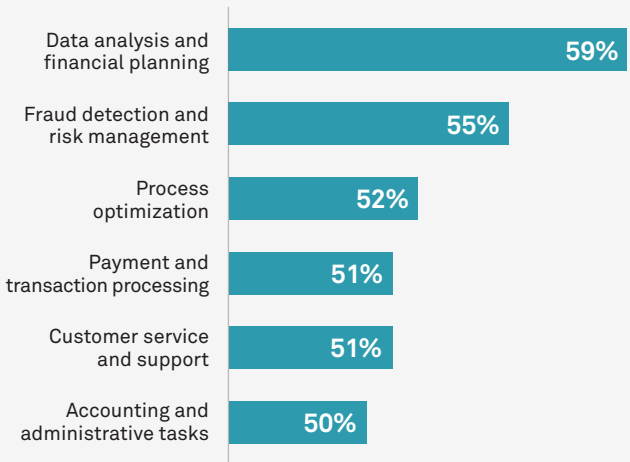 Data analysis and
financial planning
59%
Fraud detection and
risk management
55%
Process
optimization
52%
Payment and
transaction processing
51%
Customer service
and support
51%
Accounting and
administrative tasks
50%